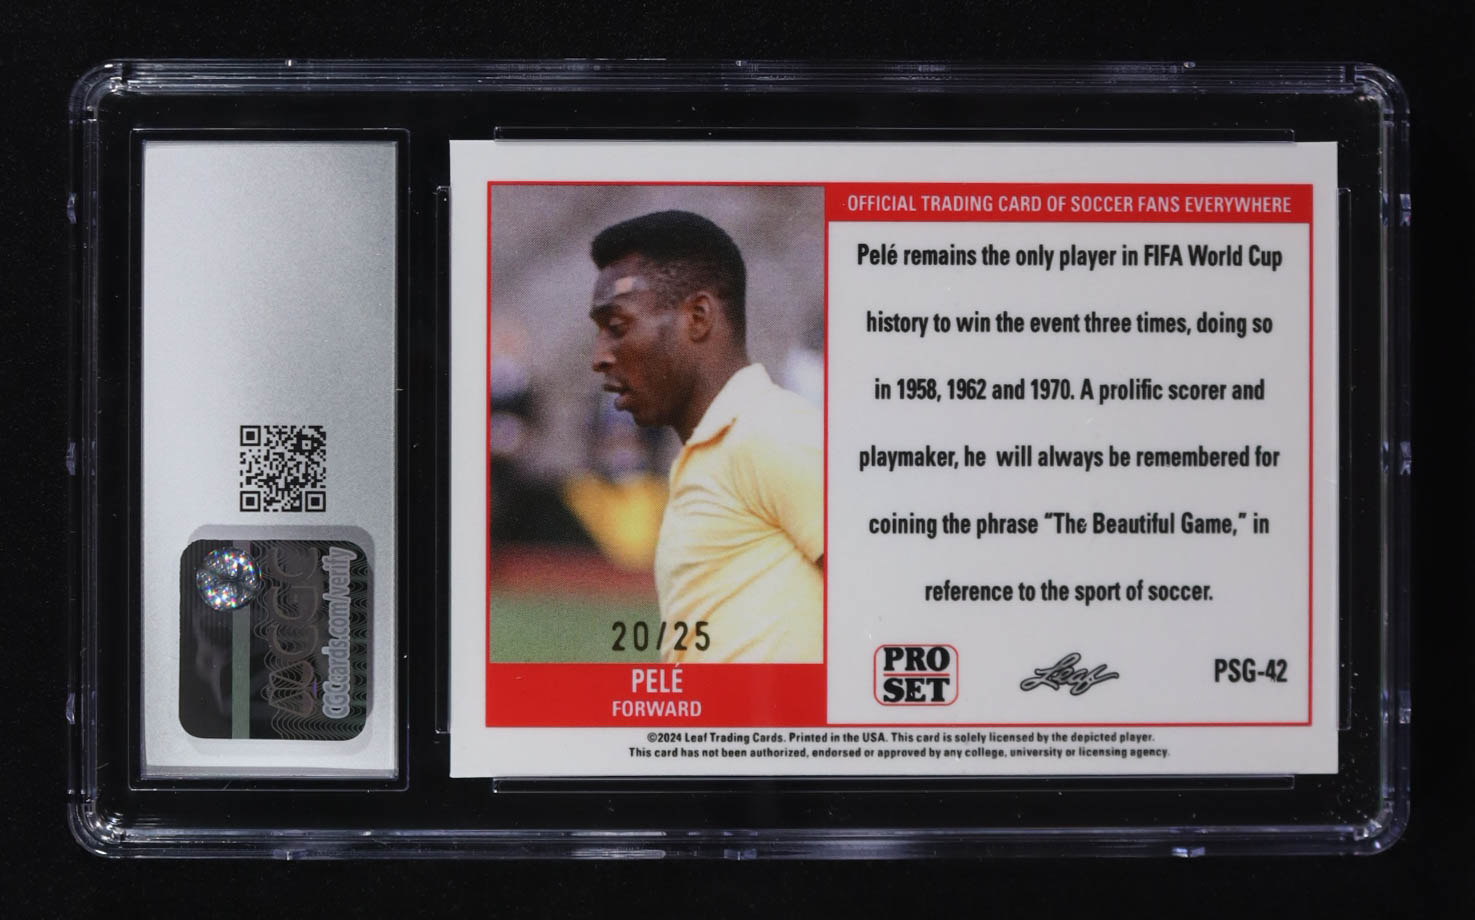 OFFICIAL TRADING CARD OF SOCCER FANS EVERYWHERE
Pelé remains the only player in FIFA World Cup
history to win the event three times, doing so
in 1958, 1962 and 1970. A prolific scorer and
playmaker, he will always be remembered for
coining the phrase “The Beautiful Game,” in
reference to the sport of soccer.
20/25
PELÉ
FORWARD
PRO
SET
Leaf
PSG-42
©2024 Leaf Trading Cards. Printed in the USA. This card is solely licensed by the depicted player.
This card has not been authorized, endorsed or approved by any college, university or licensing agency.
CGC
CGCcards.com/verify